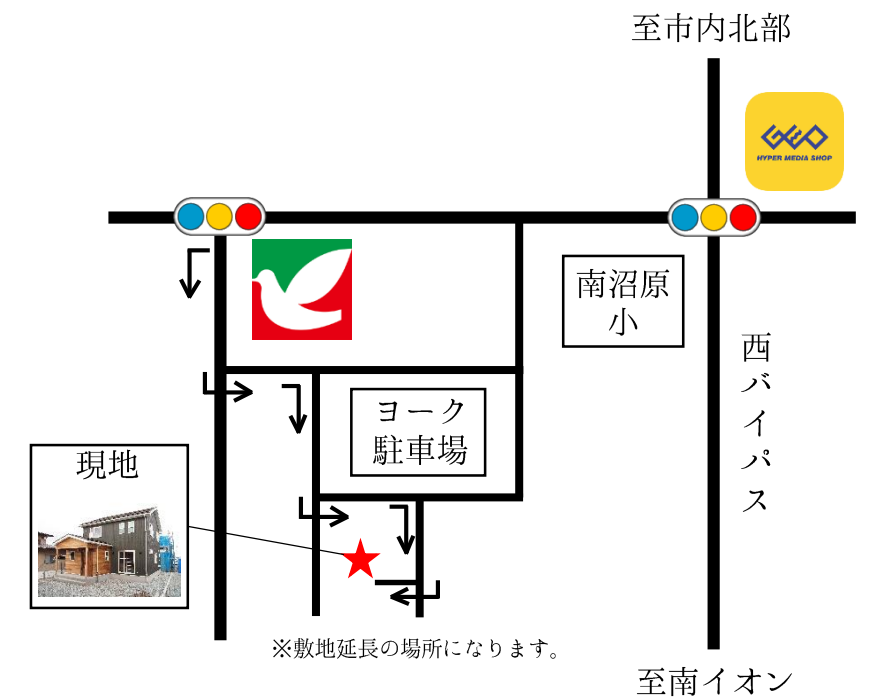 至市内北部
GEO
HYPER MEDIA SHOP
南沼原
小
西バイパス
ヨーク
駐車場
現地
※敷地延長の場所になります。
至南イオン